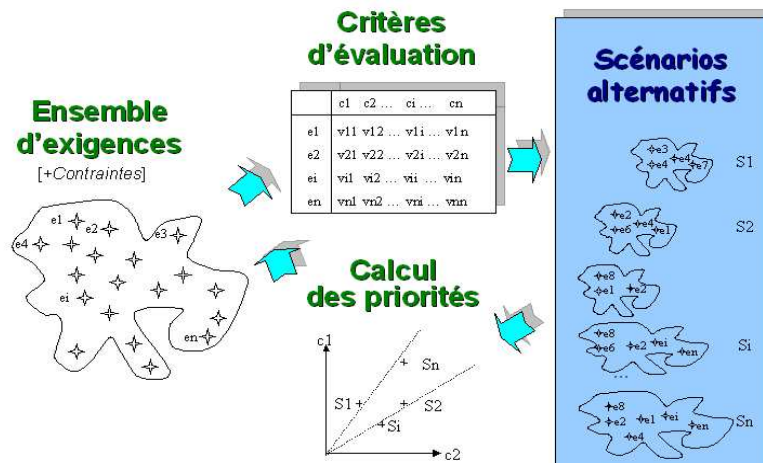 Critères
d'évaluation
Ensemble
d'exigences
[+Contraintes]
e1
e2
e3
e4
ei
en
c1 c2 ... ci ... cn
e1 v11 v12 ... v1i ... v1n
e2 v21 v22 ... v2i ... v2n
ei vi1 vi2 ... vii ... vin
en vn1 vn2 ... vni ... vnn
Calcul
des priorités
c1
Sn
S1
S2
Si
c2
Scénarios
alternatifs
e3
e4 e4 e7 S1
e2
e6 e4 e1 S2
e8
e1 e2
e8
e6 e2 ei en Si
...
e8
e2 e1 ei en Sn
e4